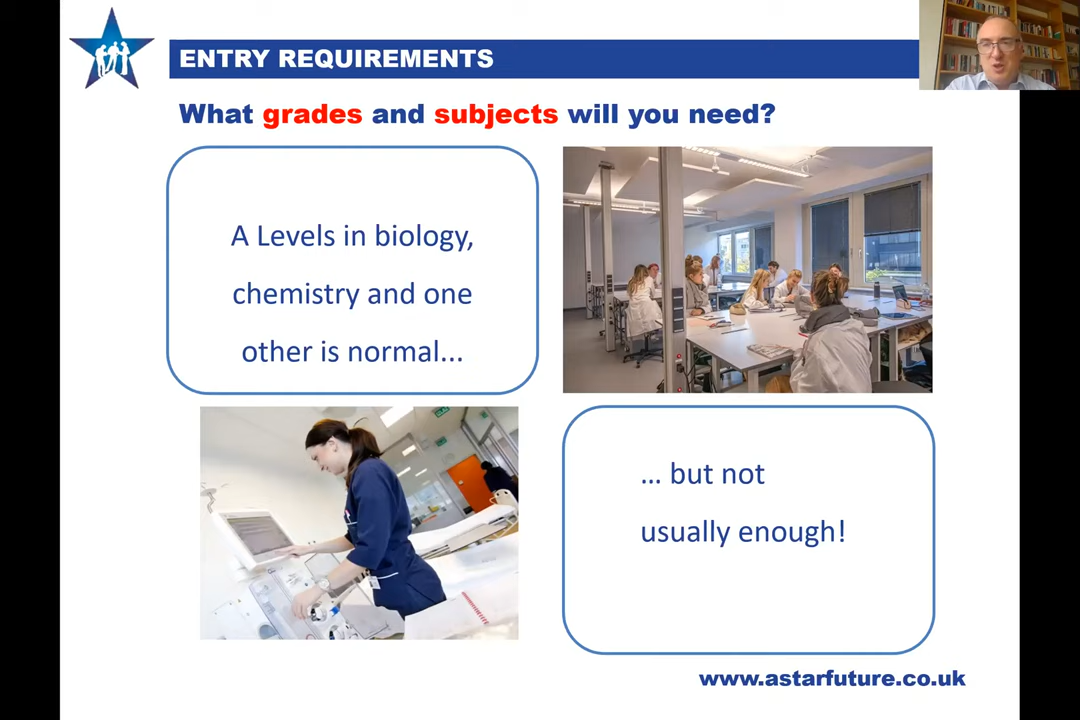 ENTRY REQUIREMENTS
What grades and subjects will you need?
A Levels in biology,
chemistry and one
other is normal...
... but not
usually enough!
www.astarfuture.co.uk